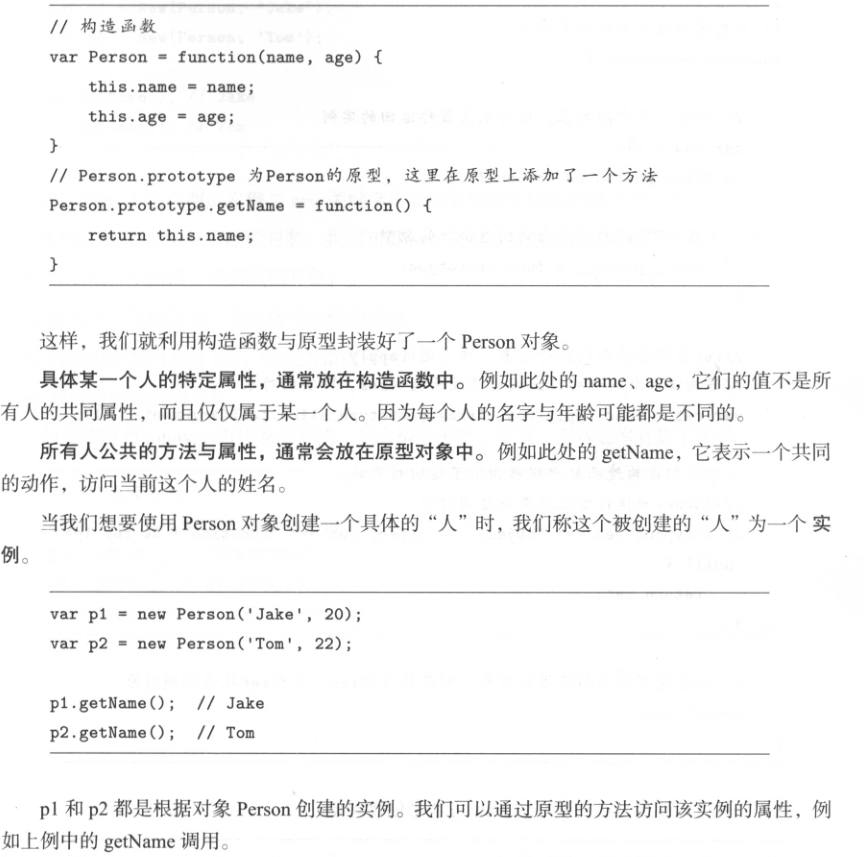 // 构造函数
var Person = function(name, age) {
    this.name = name;
    this.age = age;
}
// Person.prototype 为Person的原型，这里在原型上添加了一个方法
Person.prototype.getName = function() {
    return this.name;
}
这样，我们就利用构造函数与原型封装好了一个 Person 对象。
具体某一个人的特定属性，通常放在构造函数中。例如此处的 name、age，它们的值不是所
有人的共同属性，而且仅仅属于某一个人。因为每个人的名字与年龄可能都是不同的。
所有人公共的方法与属性，通常会放在原型对象中。例如此处的 getName，它表示一个共同
的动作，访问当前这个人的姓名。
当我们想要使用 Person 对象创建一个具体的“人”时，我们称这个被创建的“人”为一个 实
例。
var p1 = new Person('Jake', 20);
var p2 = new Person('Tom', 22);
p1.getName();  // Jake
p2.getName();  // Tom
p1 和 p2 都是根据对象 Person 创建的实例。我们可以通过原型的方法访问该实例的属性，例
如上例中的 getName 调用。